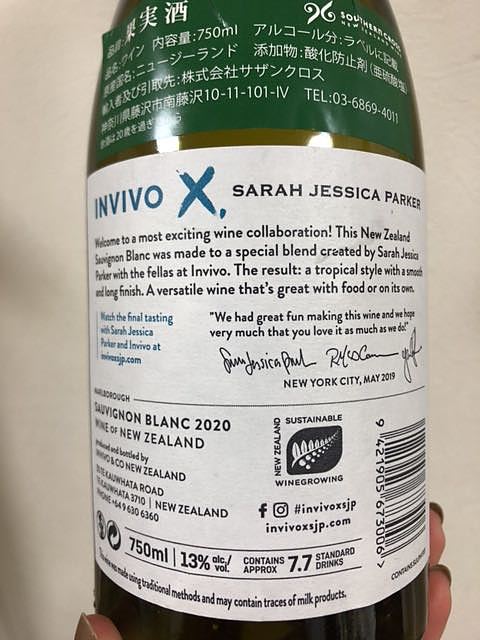 品目:果実酒
SOUTHERN CROSS
品名:ワイン 内容量:750ml アルコール分:ラベルに記載
原産国名:ニュージーランド 添加物:酸化防止剤(亜硫酸塩)
輸入者及び引取先:株式会社サザンクロス
神奈川県藤沢市南藤沢10-11-101-IV TEL:03-6869-4011
INVIVO X, SARAH JESSICA PARKER
Welcome to a most exciting wine collaboration! This New Zealand
Sauvignon Blanc was made to a special blend created by Sarah Jessica
Parker with the fellas at Invivo. The result: a tropical style with a smooth
and long finish. A versatile wine that's great with food or on its own.
Watch the final tasting
with Sarah Jessica
Parker and Invivo at
invivoxsjp.com
"We had great fun making this wine and we hope
very much that you love it as much as we do!"
NEW YORK CITY, MAY 2019
MARLBOROUGH
SAUVIGNON BLANC 2020
WINE OF NEW ZEALAND
produced and bottled by
INVIVO & CO NEW ZEALAND
TE KAUWHATA ROAD
TE KAUWHATA 3710 | NEW ZEALAND
PHONE +64 9 630 6360
SUSTAINABLE
NEW ZEALAND
WINEGROWING
#invivoxsjp
invivoxsjp.com
9 421905 673006 >
750ml 13% alc./vol. CONTAINS APPROX 7.7 STANDARD DRINKS
CONTAINS SULPHITES
This wine was made using traditional methods and may contain traces of milk products.